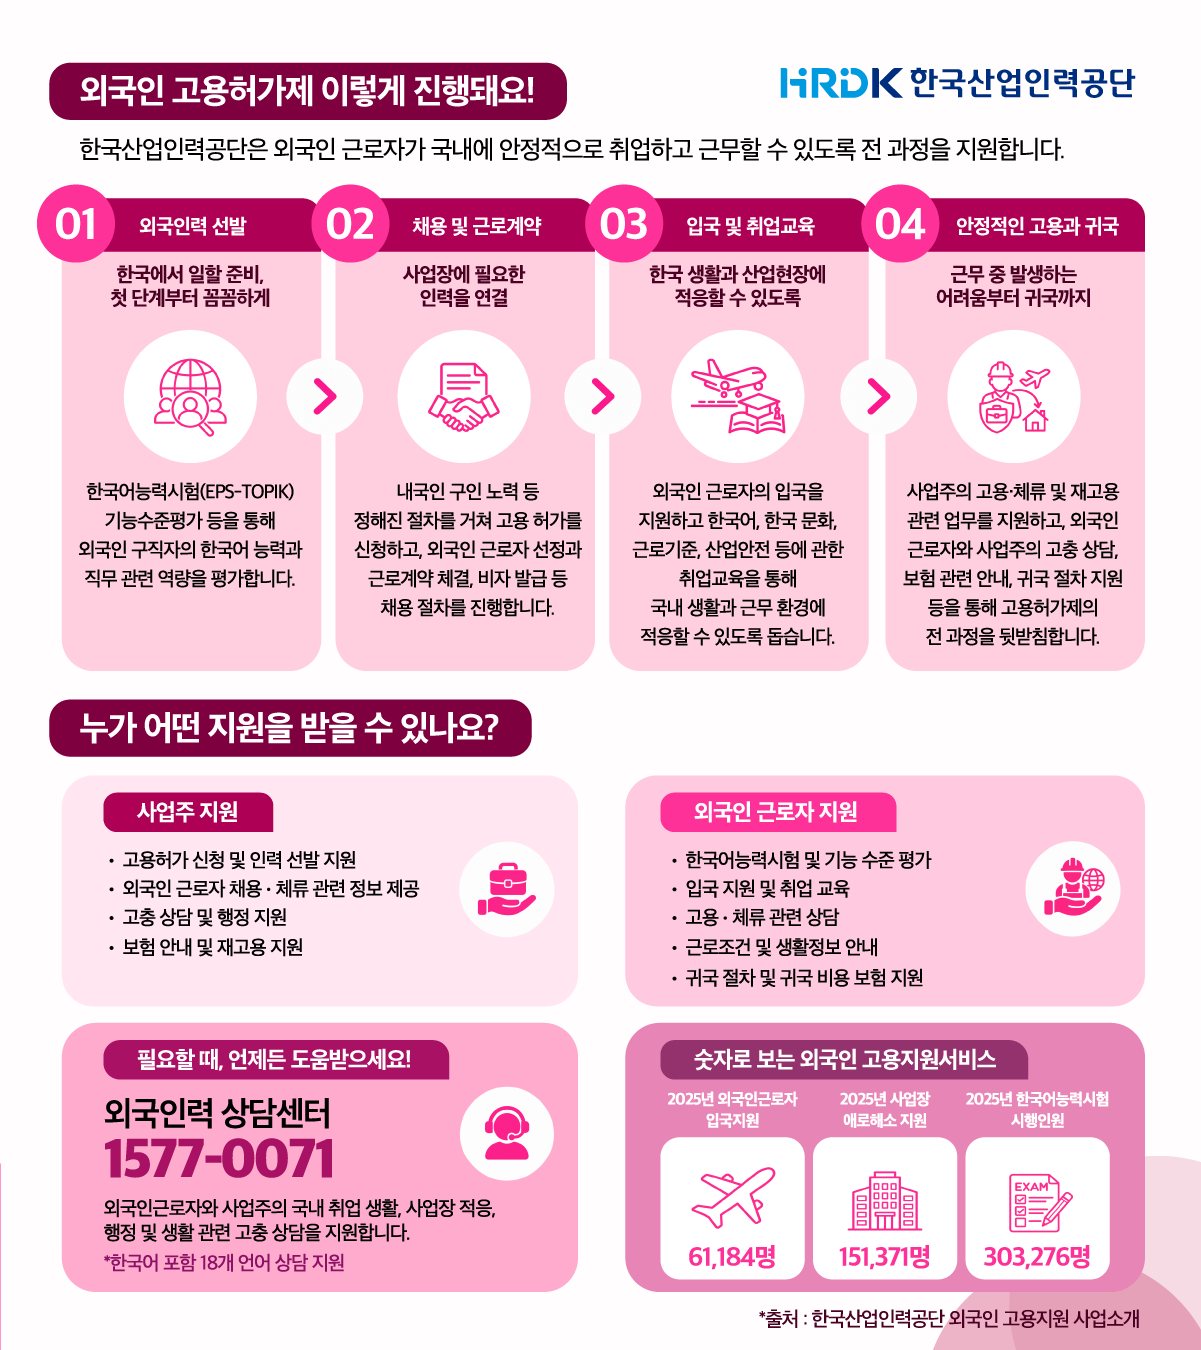 외국인 고용허가제 이렇게 진행돼요!
HRDK 한국산업인력공단
한국산업인력공단은 외국인 근로자가 국내에 안정적으로 취업하고 근무할 수 있도록 전 과정을 지원합니다.
01 외국인력 선발
한국에서 일할 준비,
첫 단계부터 꼼꼼하게
한국어능력시험(EPS-TOPIK)
기능수준평가 등을 통해
외국인 구직자의 한국어 능력과
직무 관련 역량을 평가합니다.
02 채용 및 근로계약
사업장에 필요한
인력을 연결
내국인 구인 노력 등
정해진 절차를 거쳐 고용 허가를
신청하고, 외국인 근로자 선정과
근로계약 체결, 비자 발급 등
채용 절차를 진행합니다.
03 입국 및 취업교육
한국 생활과 산업현장에
적응할 수 있도록
외국인 근로자의 입국을
지원하고 한국어, 한국 문화,
근로기준, 산업안전 등에 관한
취업교육을 통해
국내 생활과 근무 환경에
적응할 수 있도록 돕습니다.
04 안정적인 고용과 귀국
근무 중 발생하는
어려움부터 귀국까지
사업주의 고용·체류 및 재고용
관련 업무를 지원하고, 외국인
근로자와 사업주의 고충 상담,
보험 관련 안내, 귀국 절차 지원
등을 통해 고용허가제의
전 과정을 뒷받침합니다.
누가 어떤 지원을 받을 수 있나요?
사업주 지원
• 고용허가 신청 및 인력 선발 지원
• 외국인 근로자 채용·체류 관련 정보 제공
• 고충 상담 및 행정 지원
• 보험 안내 및 재고용 지원
외국인 근로자 지원
• 한국어능력시험 및 기능 수준 평가
• 입국 지원 및 취업 교육
• 고용·체류 관련 상담
• 근로조건 및 생활정보 안내
• 귀국 절차 및 귀국 비용 보험 지원
필요할 때, 언제든 도움받으세요!
외국인력 상담센터
1577-0071
외국인근로자와 사업주의 국내 취업 생활, 사업장 적응,
행정 및 생활 관련 고충 상담을 지원합니다.
*한국어 포함 18개 언어 상담 지원
숫자로 보는 외국인 고용지원서비스
2025년 외국인근로자
입국지원
61,184명
2025년 사업장
애로해소 지원
151,371명
2025년 한국어능력시험
시행인원
EXAM
303,276명
*출처 : 한국산업인력공단 외국인 고용지원 사업소개